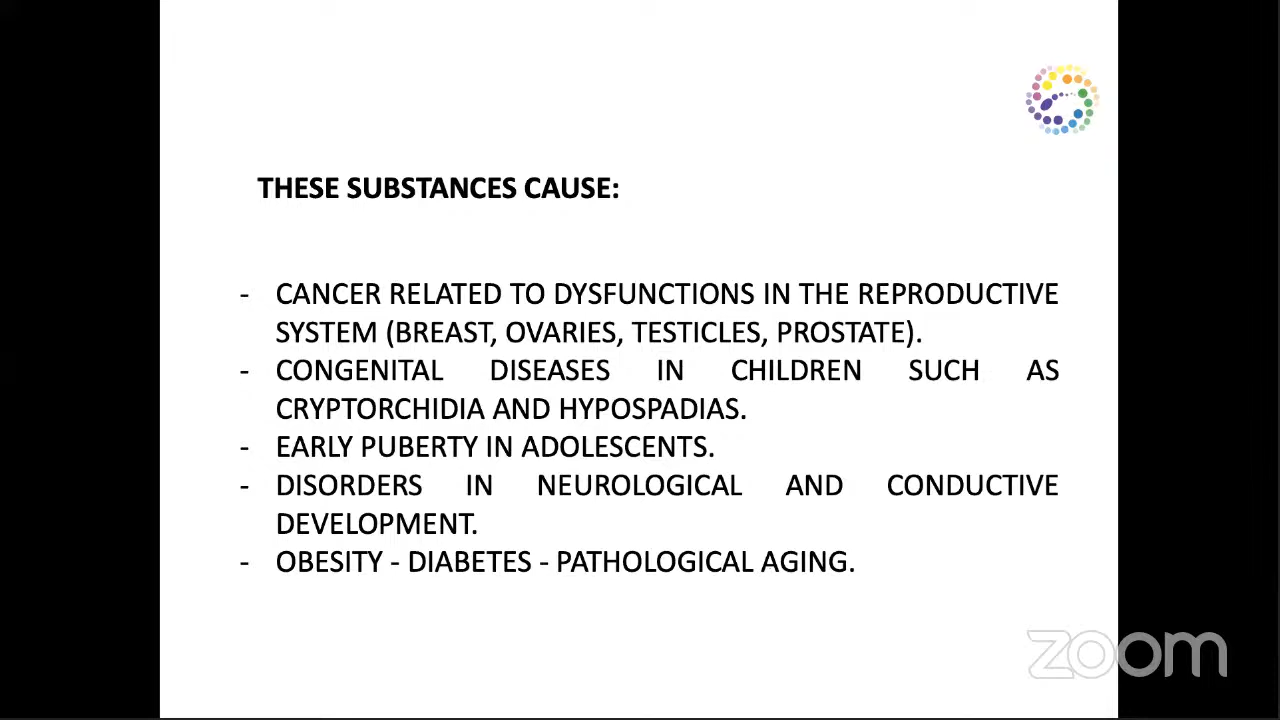 THESE SUBSTANCES CAUSE:
- CANCER RELATED TO DYSFUNCTIONS IN THE REPRODUCTIVE
SYSTEM (BREAST, OVARIES, TESTICLES, PROSTATE).
- CONGENITAL DISEASES IN CHILDREN SUCH AS
CRYPTORCHIDIA AND HYPOSPADIAS.
- EARLY PUBERTY IN ADOLESCENTS.
- DISORDERS IN NEUROLOGICAL AND CONDUCTIVE
DEVELOPMENT.
- OBESITY - DIABETES - PATHOLOGICAL AGING.
zoom